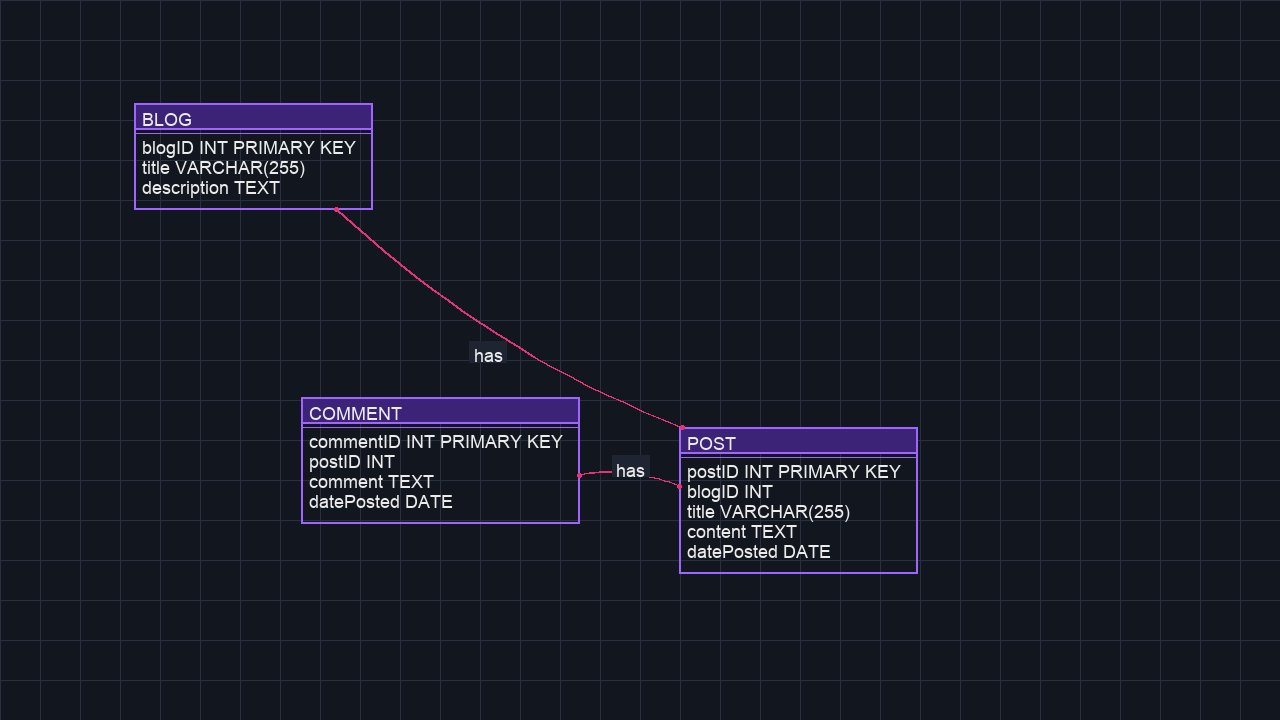 BLOG
blogID INT PRIMARY KEY
title VARCHAR(255)
description TEXT
has
COMMENT
commentID INT PRIMARY KEY
postID INT
comment TEXT
datePosted DATE
has
POST
postID INT PRIMARY KEY
blogID INT
title VARCHAR(255)
content TEXT
datePosted DATE